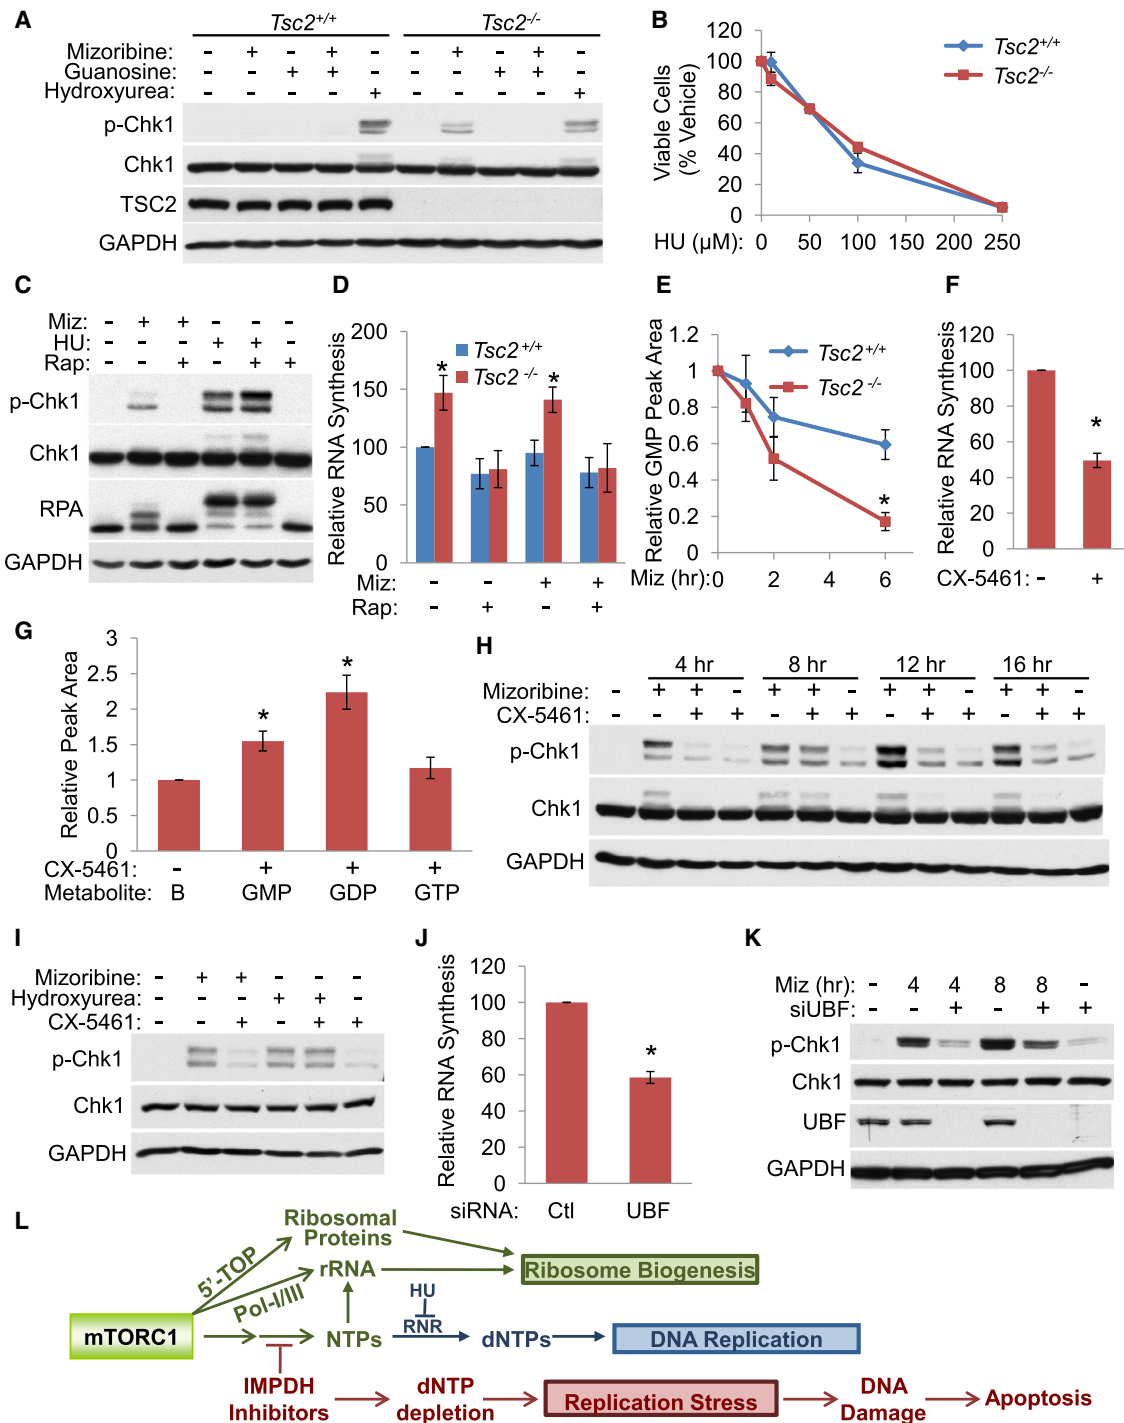 A
Tsc2+/+ Tsc2-/-
Mizoribine: - + - + - - + - + -
Guanosine: - - + + - - - + + -
Hydroxyurea: - - - - + - - - - +
p-Chk1
Chk1
TSC2
GAPDH
B
Viable Cells
(% Vehicle)
120
100
80
60
40
20
0
HU (μM): 0 50 100 150 200 250
Tsc2+/+
Tsc2-/-
C
Miz: - + + - - -
HU: - - - + + -
Rap: - - + - + +
p-Chk1
Chk1
RPA
GAPDH
D
Relative RNA Synthesis
200
150
100
50
0
Tsc2+/+
Tsc2-/-
* *
Miz: - - + +
Rap: - + - +
E
Relative GMP Peak Area
1.2
1
0.8
0.6
0.4
0.2
0
Tsc2+/+
Tsc2-/-
*
Miz (hr): 0 2 4 6
F
Relative RNA Synthesis
120
100
80
60
40
20
0
*
CX-5461: - +
G
Relative Peak Area
3
2.5
2
1.5
1
0.5
0
* *
CX-5461: - + + +
Metabolite: B GMP GDP GTP
H
4 hr 8 hr 12 hr 16 hr
Mizoribine: - + + - + + - + + - + + -
CX-5461: - - + + - + + - + + - + +
p-Chk1
Chk1
GAPDH
I
Mizoribine: - + + - - -
Hydroxyurea: - - - + + -
CX-5461: - - + - + +
p-Chk1
Chk1
GAPDH
J
Relative RNA Synthesis
120
100
80
60
40
20
0
*
siRNA: Ctl UBF
K
Miz (hr): - 4 4 8 8 -
siUBF: - - + - + +
p-Chk1
Chk1
UBF
GAPDH
L
mTORC1
5'-TOP
Ribosomal
Proteins
Pol-I/III
rRNA
Ribosome Biogenesis
NTPs
HU
RNR
dNTPs
DNA Replication
IMPDH
Inhibitors
dNTP
depletion
Replication Stress
DNA
Damage
Apoptosis